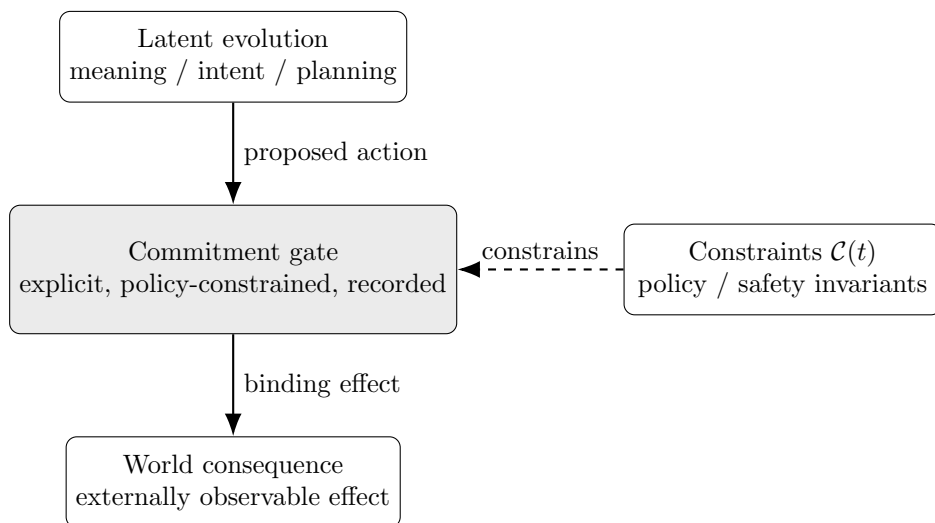 Latent evolution
meaning / intent / planning
proposed action
Commitment gate
explicit, policy-constrained, recorded
constrains
Constraints 𝒞(t)
policy / safety invariants
binding effect
World consequence
externally observable effect